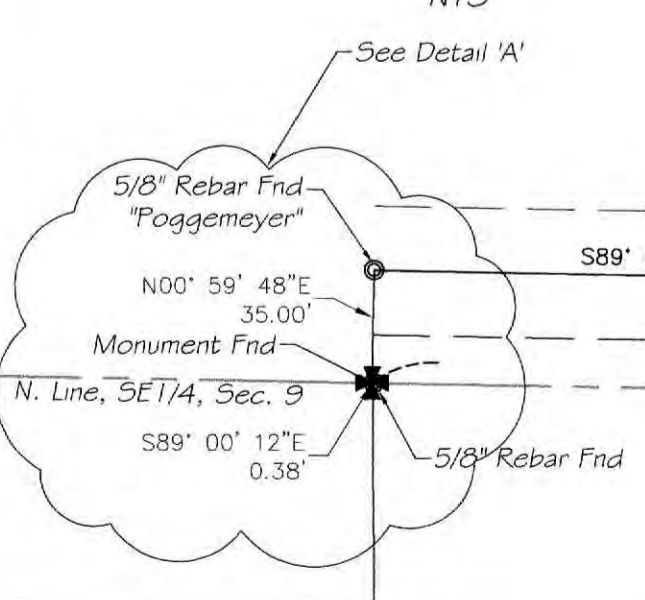 NTS
See Detail 'A'
5/8" Rebar Fnd
"Poggemeyer"
S89°
N00° 59' 48"E
35.00'
Monument Fnd
N. Line, SE1/4, Sec. 9
S89° 00' 12"E
0.38'
5/8" Rebar Fnd